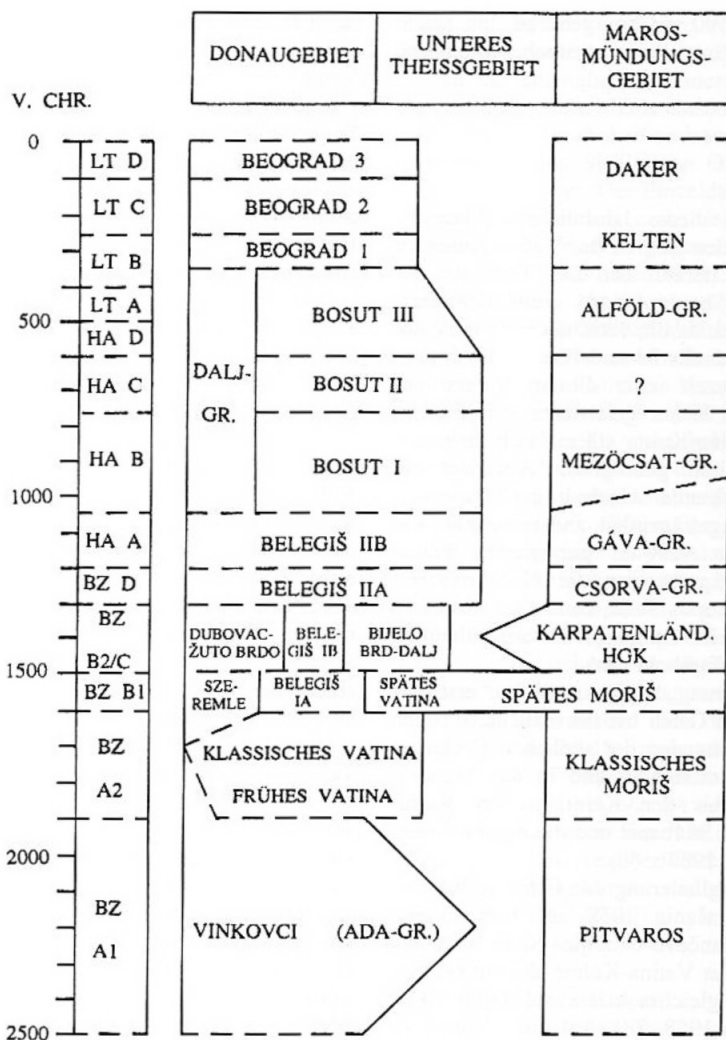 DONAUGEBIET
UNTERES
THEISSGEBIET
MAROS-
MÜNDUNGS-
GEBIET
V. CHR.
0
LT D
BEOGRAD 3
DAKER
LT C
BEOGRAD 2
LT B
BEOGRAD 1
KELTEN
LT A
500
HA D
BOSUT III
ALFÖLD-GR.
DALJ-
GR.
HA C
BOSUT II
?
HA B
BOSUT I
MEZÖCSAT-GR.
1000
HA A
BELEGIŠ IIB
GÁVA-GR.
BZ D
BELEGIŠ IIA
CSORVA-GR.
BZ
B2/C
DUBOVAC-
ŽUTO BRDO
BELE-
GIŠ IB
BIJELO
BRD-DALJ
KARPATENLÄND.
HGK
1500
BZ B1
SZE-
REMLE
BELEGIŠ
IA
SPÄTES
VATINA
SPÄTES MORIŠ
BZ
A2
KLASSISCHES VATINA
FRÜHES VATINA
KLASSISCHES
MORIŠ
2000
BZ
A1
VINKOVCI (ADA-GR.)
PITVAROS
2500